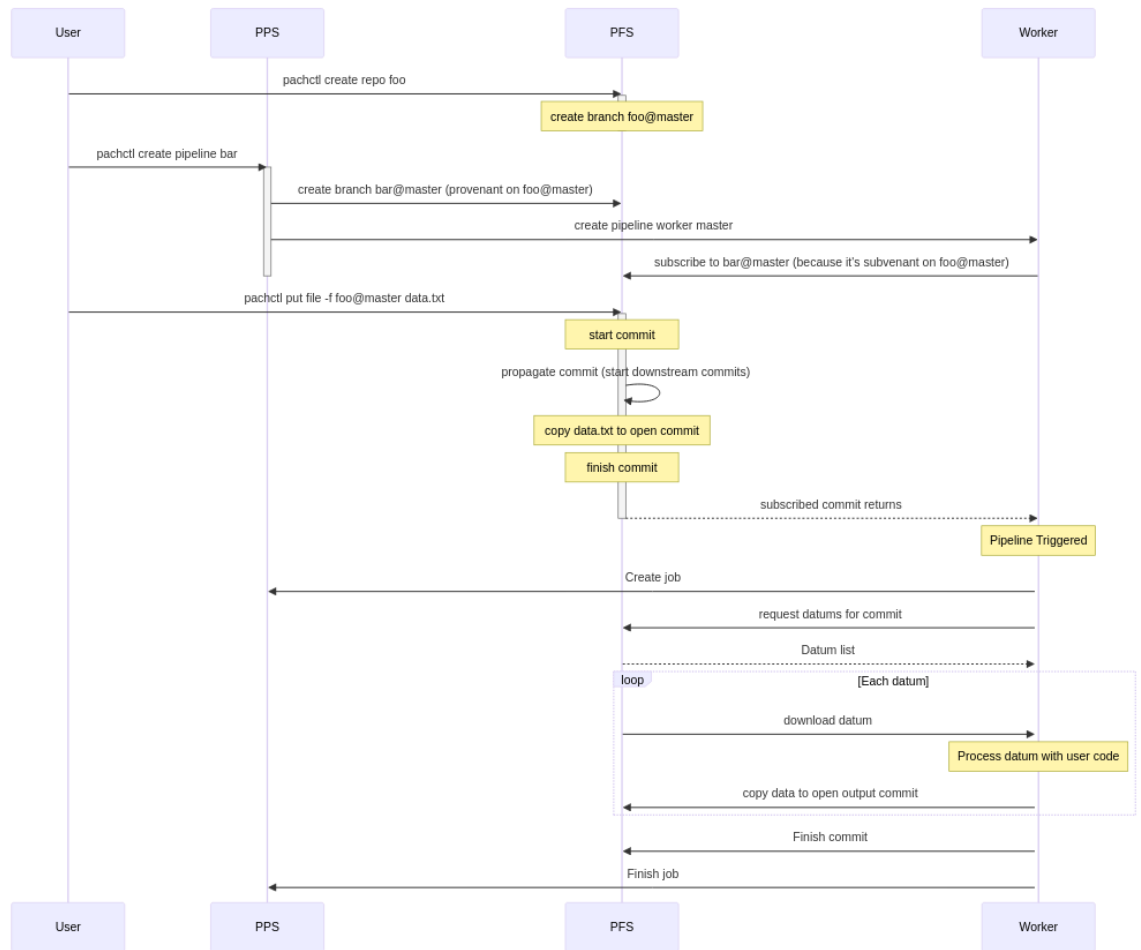 User
PPS
PFS
Worker
pachctl create repo foo
create branch foo@master
pachctl create pipeline bar
create branch bar@master (provenant on foo@master)
create pipeline worker master
subscribe to bar@master (because it's subvenant on foo@master)
pachctl put file -f foo@master data.txt
start commit
propagate commit (start downstream commits)
copy data.txt to open commit
finish commit
subscribed commit returns
Pipeline Triggered
Create job
request datums for commit
Datum list
loop
[Each datum]
download datum
Process datum with user code
copy data to open output commit
Finish commit
Finish job
User
PPS
PFS
Worker